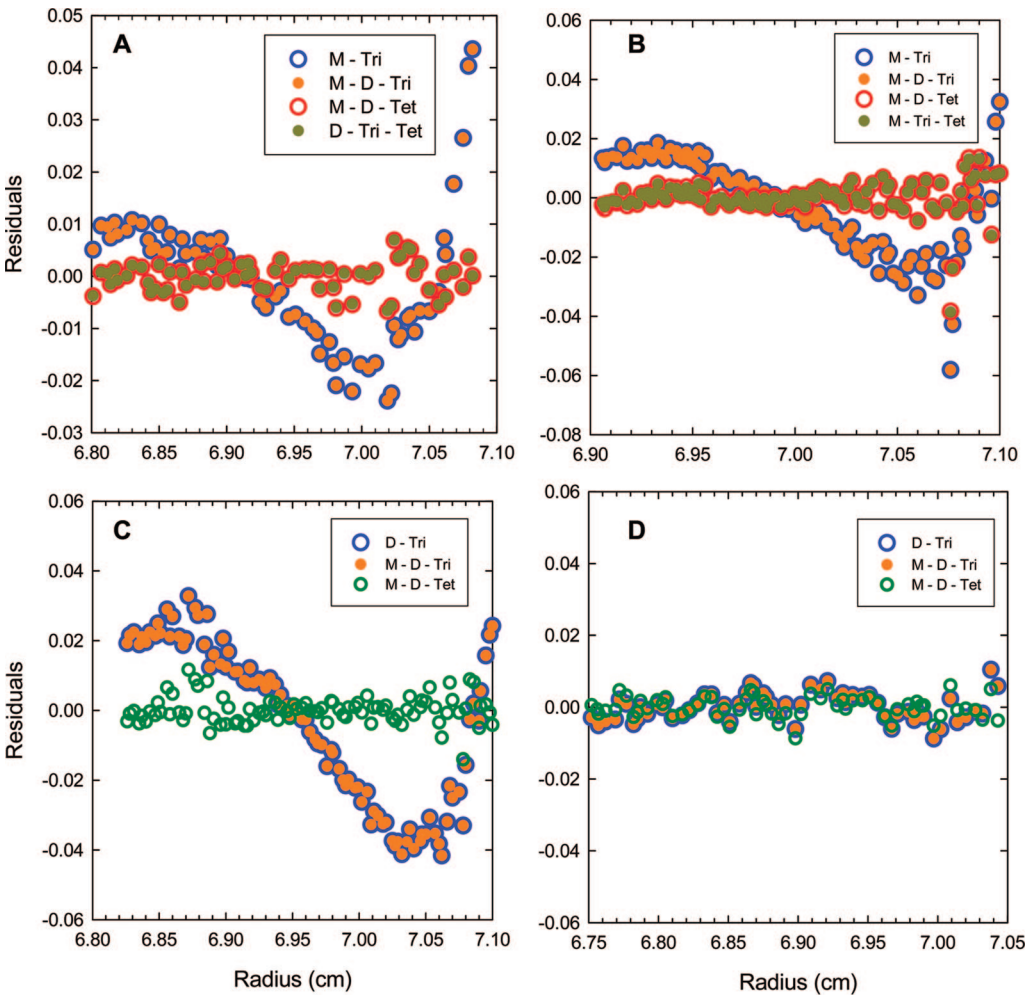 A
M - Tri
M - D - Tri
M - D - Tet
D - Tri - Tet
0.05
0.04
0.03
0.02
0.01
0.00
-0.01
-0.02
-0.03
Residuals
6.80 6.85 6.90 6.95 7.00 7.05 7.10
B
M - Tri
M - D - Tri
M - D - Tet
M - Tri - Tet
0.06
0.04
0.02
0.00
-0.02
-0.04
-0.06
-0.08
6.90 6.95 7.00 7.05 7.10
C
D - Tri
M - D - Tri
M - D - Tet
0.06
0.04
0.02
0.00
-0.02
-0.04
-0.06
Residuals
6.80 6.85 6.90 6.95 7.00 7.05 7.10
Radius (cm)
D
D - Tri
M - D - Tri
M - D - Tet
0.06
0.04
0.02
0.00
-0.02
-0.04
-0.06
6.75 6.80 6.85 6.90 6.95 7.00 7.05
Radius (cm)